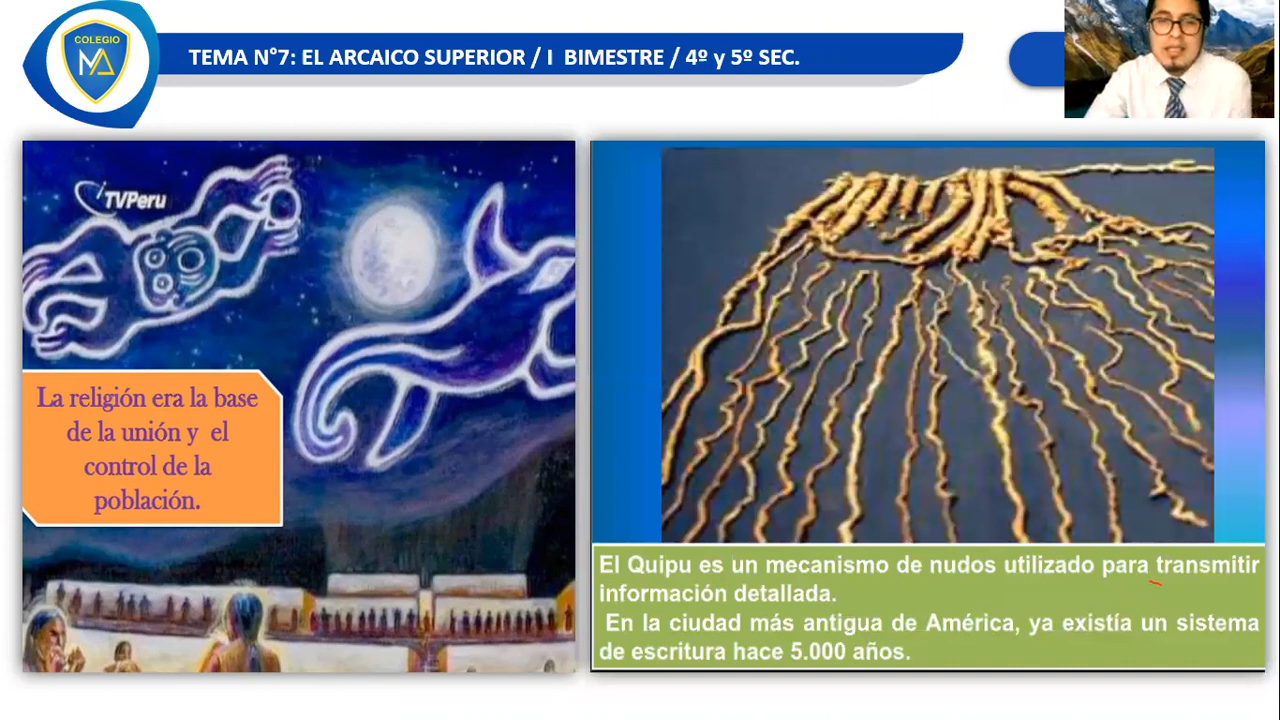 COLEGIO
MA
TEMA N°7: EL ARCAICO SUPERIOR / I BIMESTRE / 4º y 5º SEC.
TVPeru
La religión era la base
de la unión y el
control de la
población.
El Quipu es un mecanismo de nudos utilizado para transmitir
información detallada.
En la ciudad más antigua de América, ya existía un sistema
de escritura hace 5.000 años.